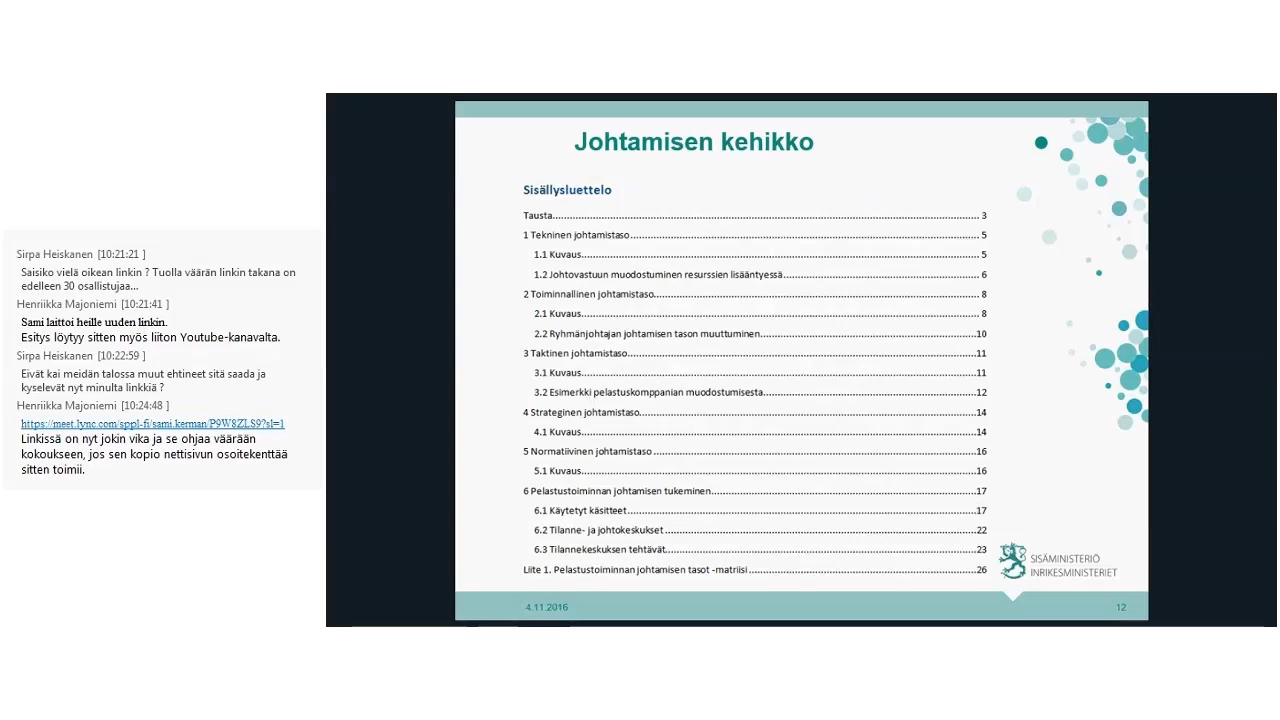 Sirpa Heiskanen [10:21:21 ]
Saisiko vielä oikean linkin ? Tuolla väärän linkin takana on
edelleen 30 osallistujaa...
Henriikka Majoniemi [10:21:41 ]
Sami laittoi heille uuden linkin.
Esitys löytyy sitten myös liiton Youtube-kanavalta.
Sirpa Heiskanen [10:22:59 ]
Eivät kai meidän talossa muut ehtineet sitä saada ja
kyselevät nyt minulta linkkiä ?
Henriikka Majoniemi [10:24:48 ]
https://meet.lync.com/sppl-fi/sami.kerman/P9W8ZLS9?sl=1
Linkissä on nyt jokin vika ja se ohjaa väärään
kokoukseen, jos sen kopio nettisivun osoitekenttää
sitten toimii.
Johtamisen kehikko
Sisällysluettelo
Tausta........ 3
1 Tekninen johtamistaso........ 5
1.1 Kuvaus........ 5
1.2 Johtovastuun muodostuminen resurssien lisääntyessä........ 6
2 Toiminnallinen johtamistaso........ 8
2.1 Kuvaus........ 8
2.2 Ryhmänjohtajan johtamisen tason muuttuminen........ 10
3 Taktinen johtamistaso........ 11
3.1 Kuvaus........ 11
3.2 Esimerkki pelastuskomppanian muodostumisesta........ 12
4 Strateginen johtamistaso........ 14
4.1 Kuvaus........ 14
5 Normatiivinen johtamistaso........ 16
5.1 Kuvaus........ 16
6 Pelastustoiminnan johtamisen tukeminen........ 17
6.1 Käytetyt käsitteet........ 17
6.2 Tilanne- ja johtokeskukset........ 22
6.3 Tilannekeskuksen tehtävät........ 23
Liite 1. Pelastustoiminnan johtamisen tasot -matriisi........ 26
SISÄMINISTERIÖ
INRIKESMINISTERIET
4.11.2016
12